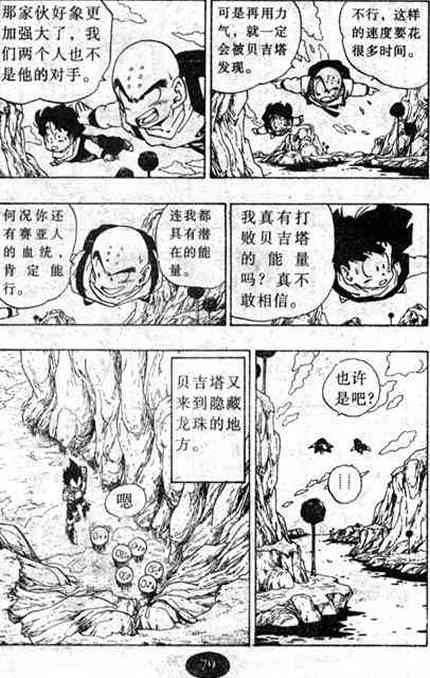 不行，这样
的速度要花
很多时间。
可是再用力
气，就一定
会被贝吉塔
发现。
那家伙好象更
加强大了，我
们两个人也不
是他的对手。
我真有打
败贝吉塔
的能量
吗？真不
敢相信。
连我都
具有潜
在的能
量。
何况你还
有赛亚人
的血统，
肯定能
行。
也许
是吧？
……
贝吉塔又
来到隐藏
龙珠的地
方。
嗯
79